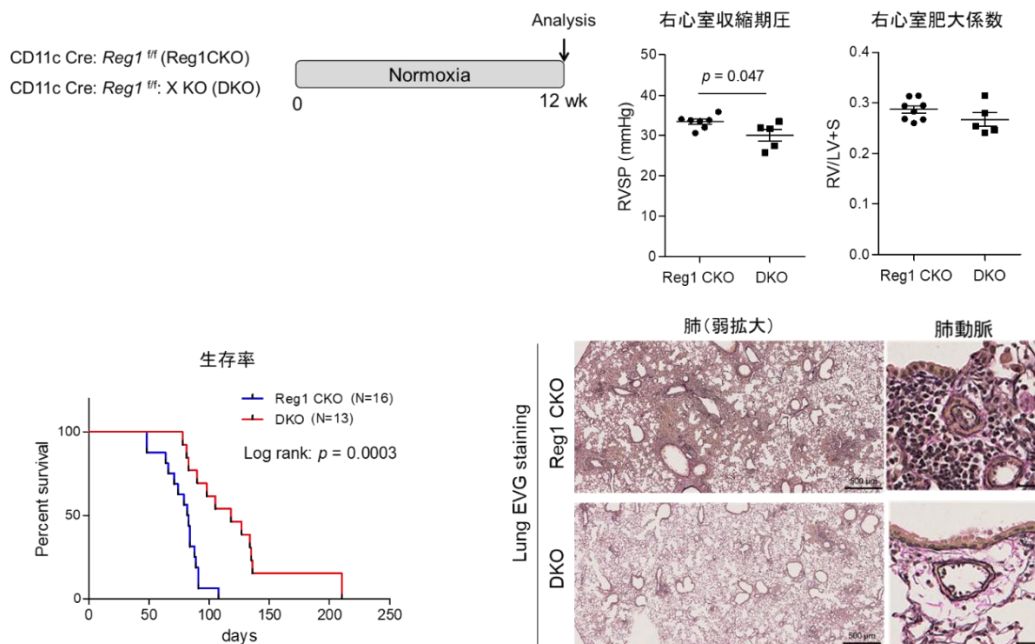 CD11c Cre: Reg1 f/f (Reg1CKO)
CD11c Cre: Reg1 f/f: X KO (DKO)
Analysis
Normoxia
0
12 wk
右心室収縮期圧
p = 0.047
RVSP (mmHg)
50
40
30
20
10
0
Reg1 CKO
DKO
右心室肥大係数
RV/LV+S
0.4
0.3
0.2
0.1
0.0
Reg1 CKO
DKO
生存率
Reg1 CKO (N=16)
DKO (N=13)
Log rank: p = 0.0003
Percent survival
100
50
0
0
50
100
150
200
250
days
肺(弱拡大)
肺動脈
Lung EVG staining
Reg1 CKO
500 μm
DKO
500 μm